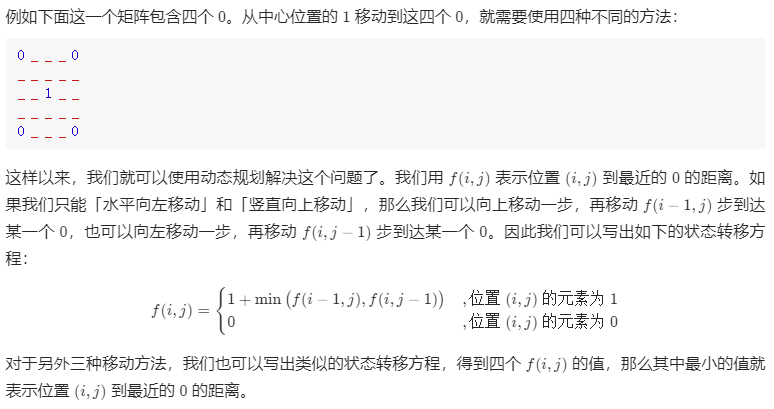 例如下面这一个矩阵包含四个 0。从中心位置的 1 移动到这四个 0，就需要使用四种不同的方法：
0 _ _ _ 0
_ _ _ _ _
_ _ 1 _ _
_ _ _ _ _
0 _ _ _ 0
这样以来，我们就可以使用动态规划解决这个问题了。我们用 f(i, j) 表示位置 (i, j) 到最近的 0 的距离。如
果我们只能「水平向左移动」和「竖直向上移动」，那么我们可以向上移动一步，再移动 f(i − 1, j) 步到达
某一个 0，也可以向左移动一步，再移动 f(i, j − 1) 步到达某一个 0。因此我们可以写出如下的状态转移方
程：
f(i, j) = { 1 + min (f(i − 1, j), f(i, j − 1)) , 位置 (i, j) 的元素为 1
0 , 位置 (i, j) 的元素为 0
对于另外三种移动方法，我们也可以写出类似的状态转移方程，得到四个 f(i, j) 的值，那么其中最小的值就
表示位置 (i, j) 到最近的 0 的距离。